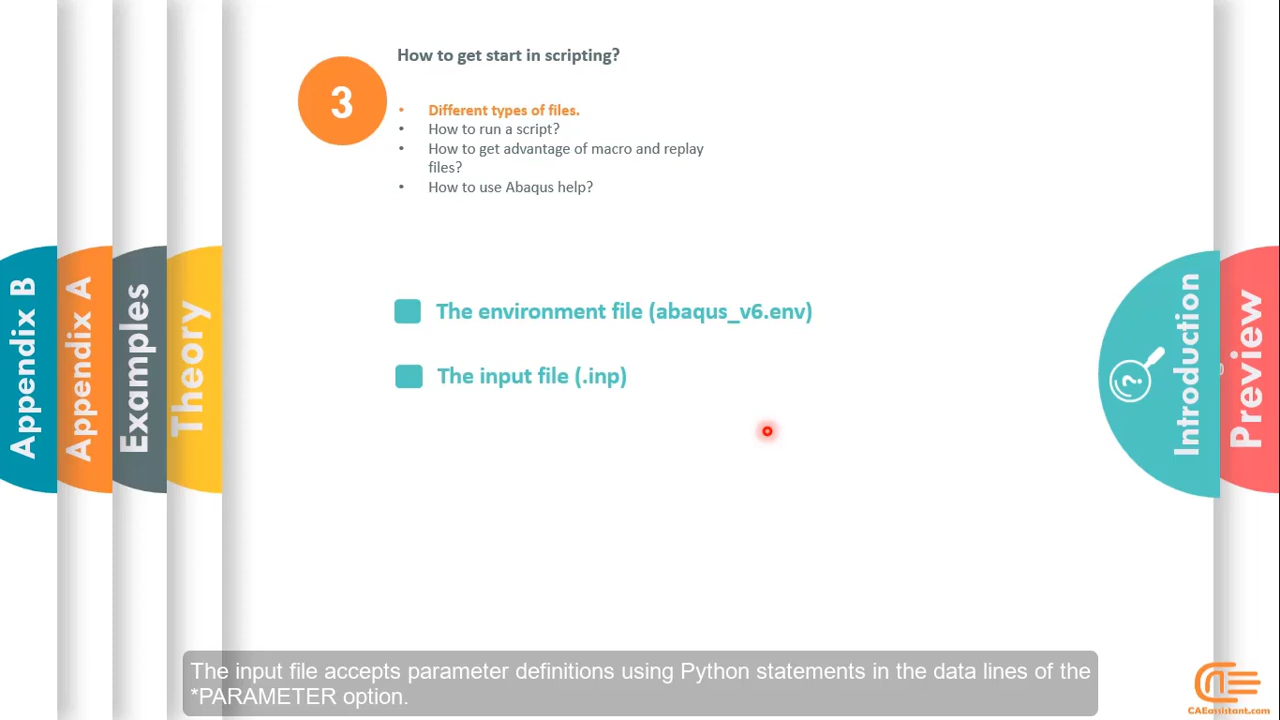 How to get start in scripting?
3
• Different types of files.
• How to run a script?
• How to get advantage of macro and replay
files?
• How to use Abaqus help?
The environment file (abaqus_v6.env)
The input file (.inp)
Appendix B
Appendix A
Examples
Theory
Introduction
?
Preview
The input file accepts parameter definitions using Python statements in the data lines of the
*PARAMETER option.
CAEassistant.com